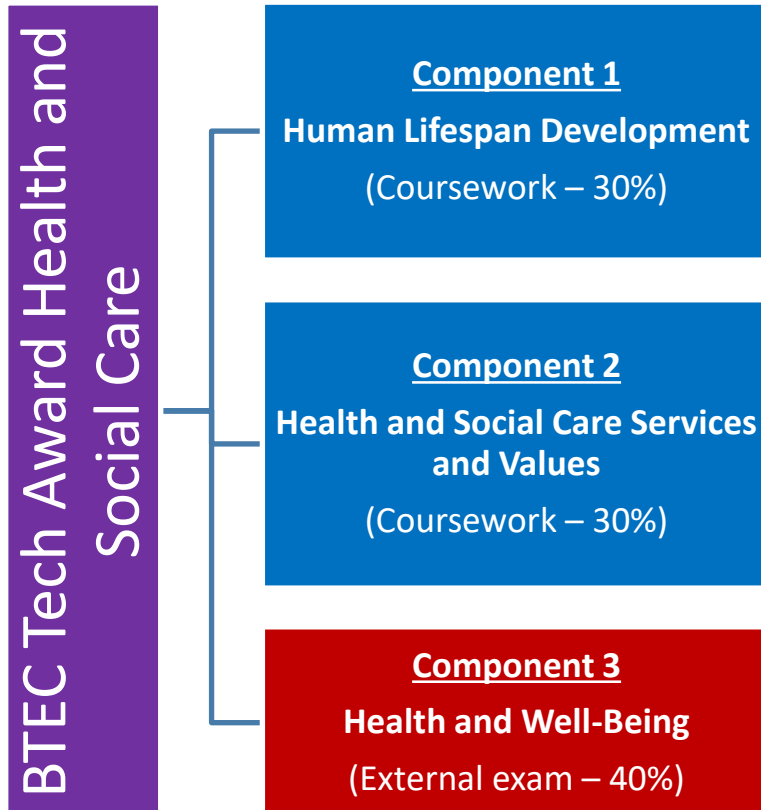 BTEC Tech Award Health and
Social Care
Component 1
Human Lifespan Development
(Coursework – 30%)
Component 2
Health and Social Care Services
and Values
(Coursework – 30%)
Component 3
Health and Well-Being
(External exam – 40%)